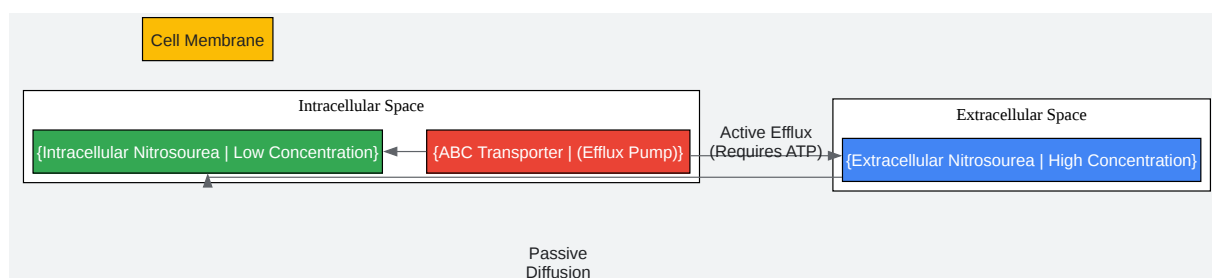 Cell Membrane
Intracellular Space
{Intracellular Nitrosourea | Low Concentration}
{ABC Transporter | (Efflux Pump)}
Active Efflux
(Requires ATP)
Extracellular Space
{Extracellular Nitrosourea | High Concentration}
Passive
Diffusion